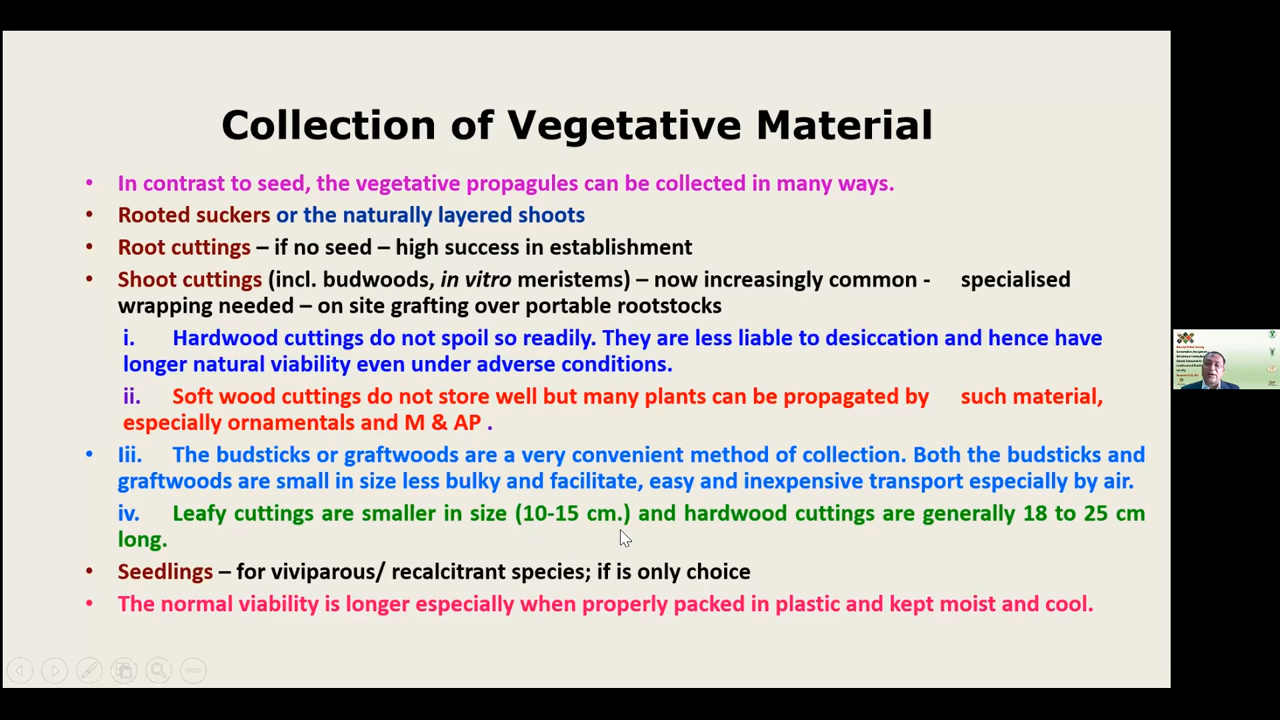 Collection of Vegetative Material
• In contrast to seed, the vegetative propagules can be collected in many ways.
• Rooted suckers or the naturally layered shoots
• Root cuttings – if no seed – high success in establishment
• Shoot cuttings (incl. budwoods, in vitro meristems) – now increasingly common - specialised
wrapping needed – on site grafting over portable rootstocks
i. Hardwood cuttings do not spoil so readily. They are less liable to desiccation and hence have
longer natural viability even under adverse conditions.
ii. Soft wood cuttings do not store well but many plants can be propagated by such material,
especially ornamentals and M & AP .
• Iii. The budsticks or graftwoods are a very convenient method of collection. Both the budsticks and
graftwoods are small in size less bulky and facilitate, easy and inexpensive transport especially by air.
iv. Leafy cuttings are smaller in size (10-15 cm.) and hardwood cuttings are generally 18 to 25 cm
long.
• Seedlings – for viviparous/ recalcitrant species; if is only choice
• The normal viability is longer especially when properly packed in plastic and kept moist and cool.